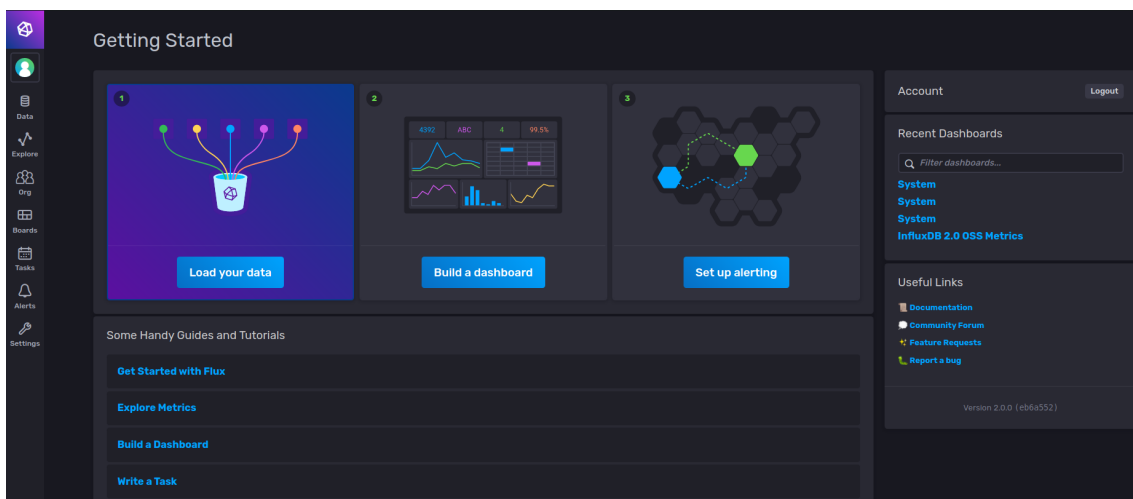 Getting Started
Data
Explore
Org
Boards
Tasks
Alerts
Settings
1
Load your data
2
4392 ABC 4 99.5%
Build a dashboard
3
Set up alerting
Some Handy Guides and Tutorials
Get Started with Flux
Explore Metrics
Build a Dashboard
Write a Task
Account
Logout
Recent Dashboards
Filter dashboards...
System
System
System
InfluxDB 2.0 OSS Metrics
Useful Links
Documentation
Community Forum
Feature Requests
Report a bug
Version 2.0.0 (eb6a552)